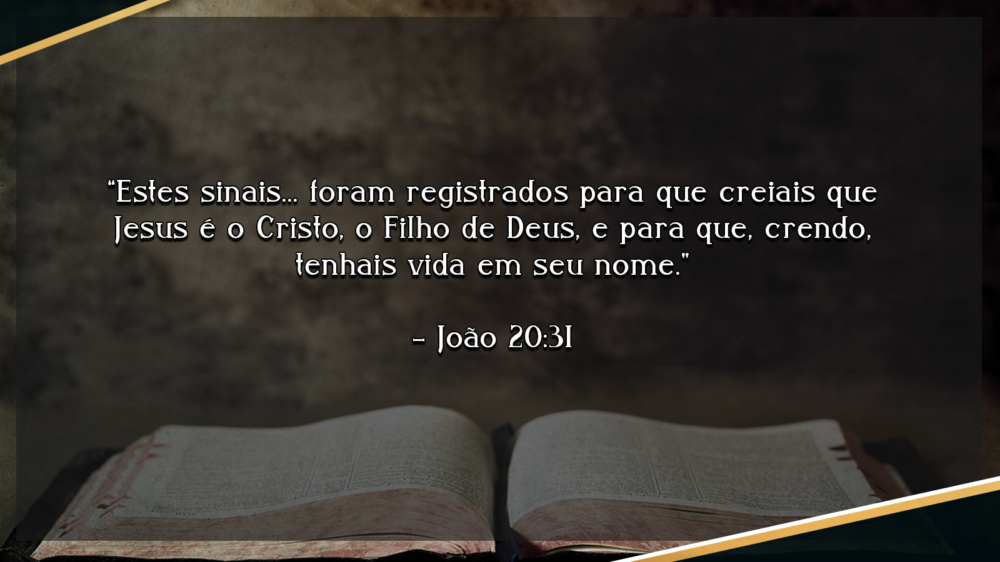 “Estes sinais... foram registrados para que creiais que
Jesus é o Cristo, o Filho de Deus, e para que, crendo,
tenhais vida em seu nome."
– João 20:31